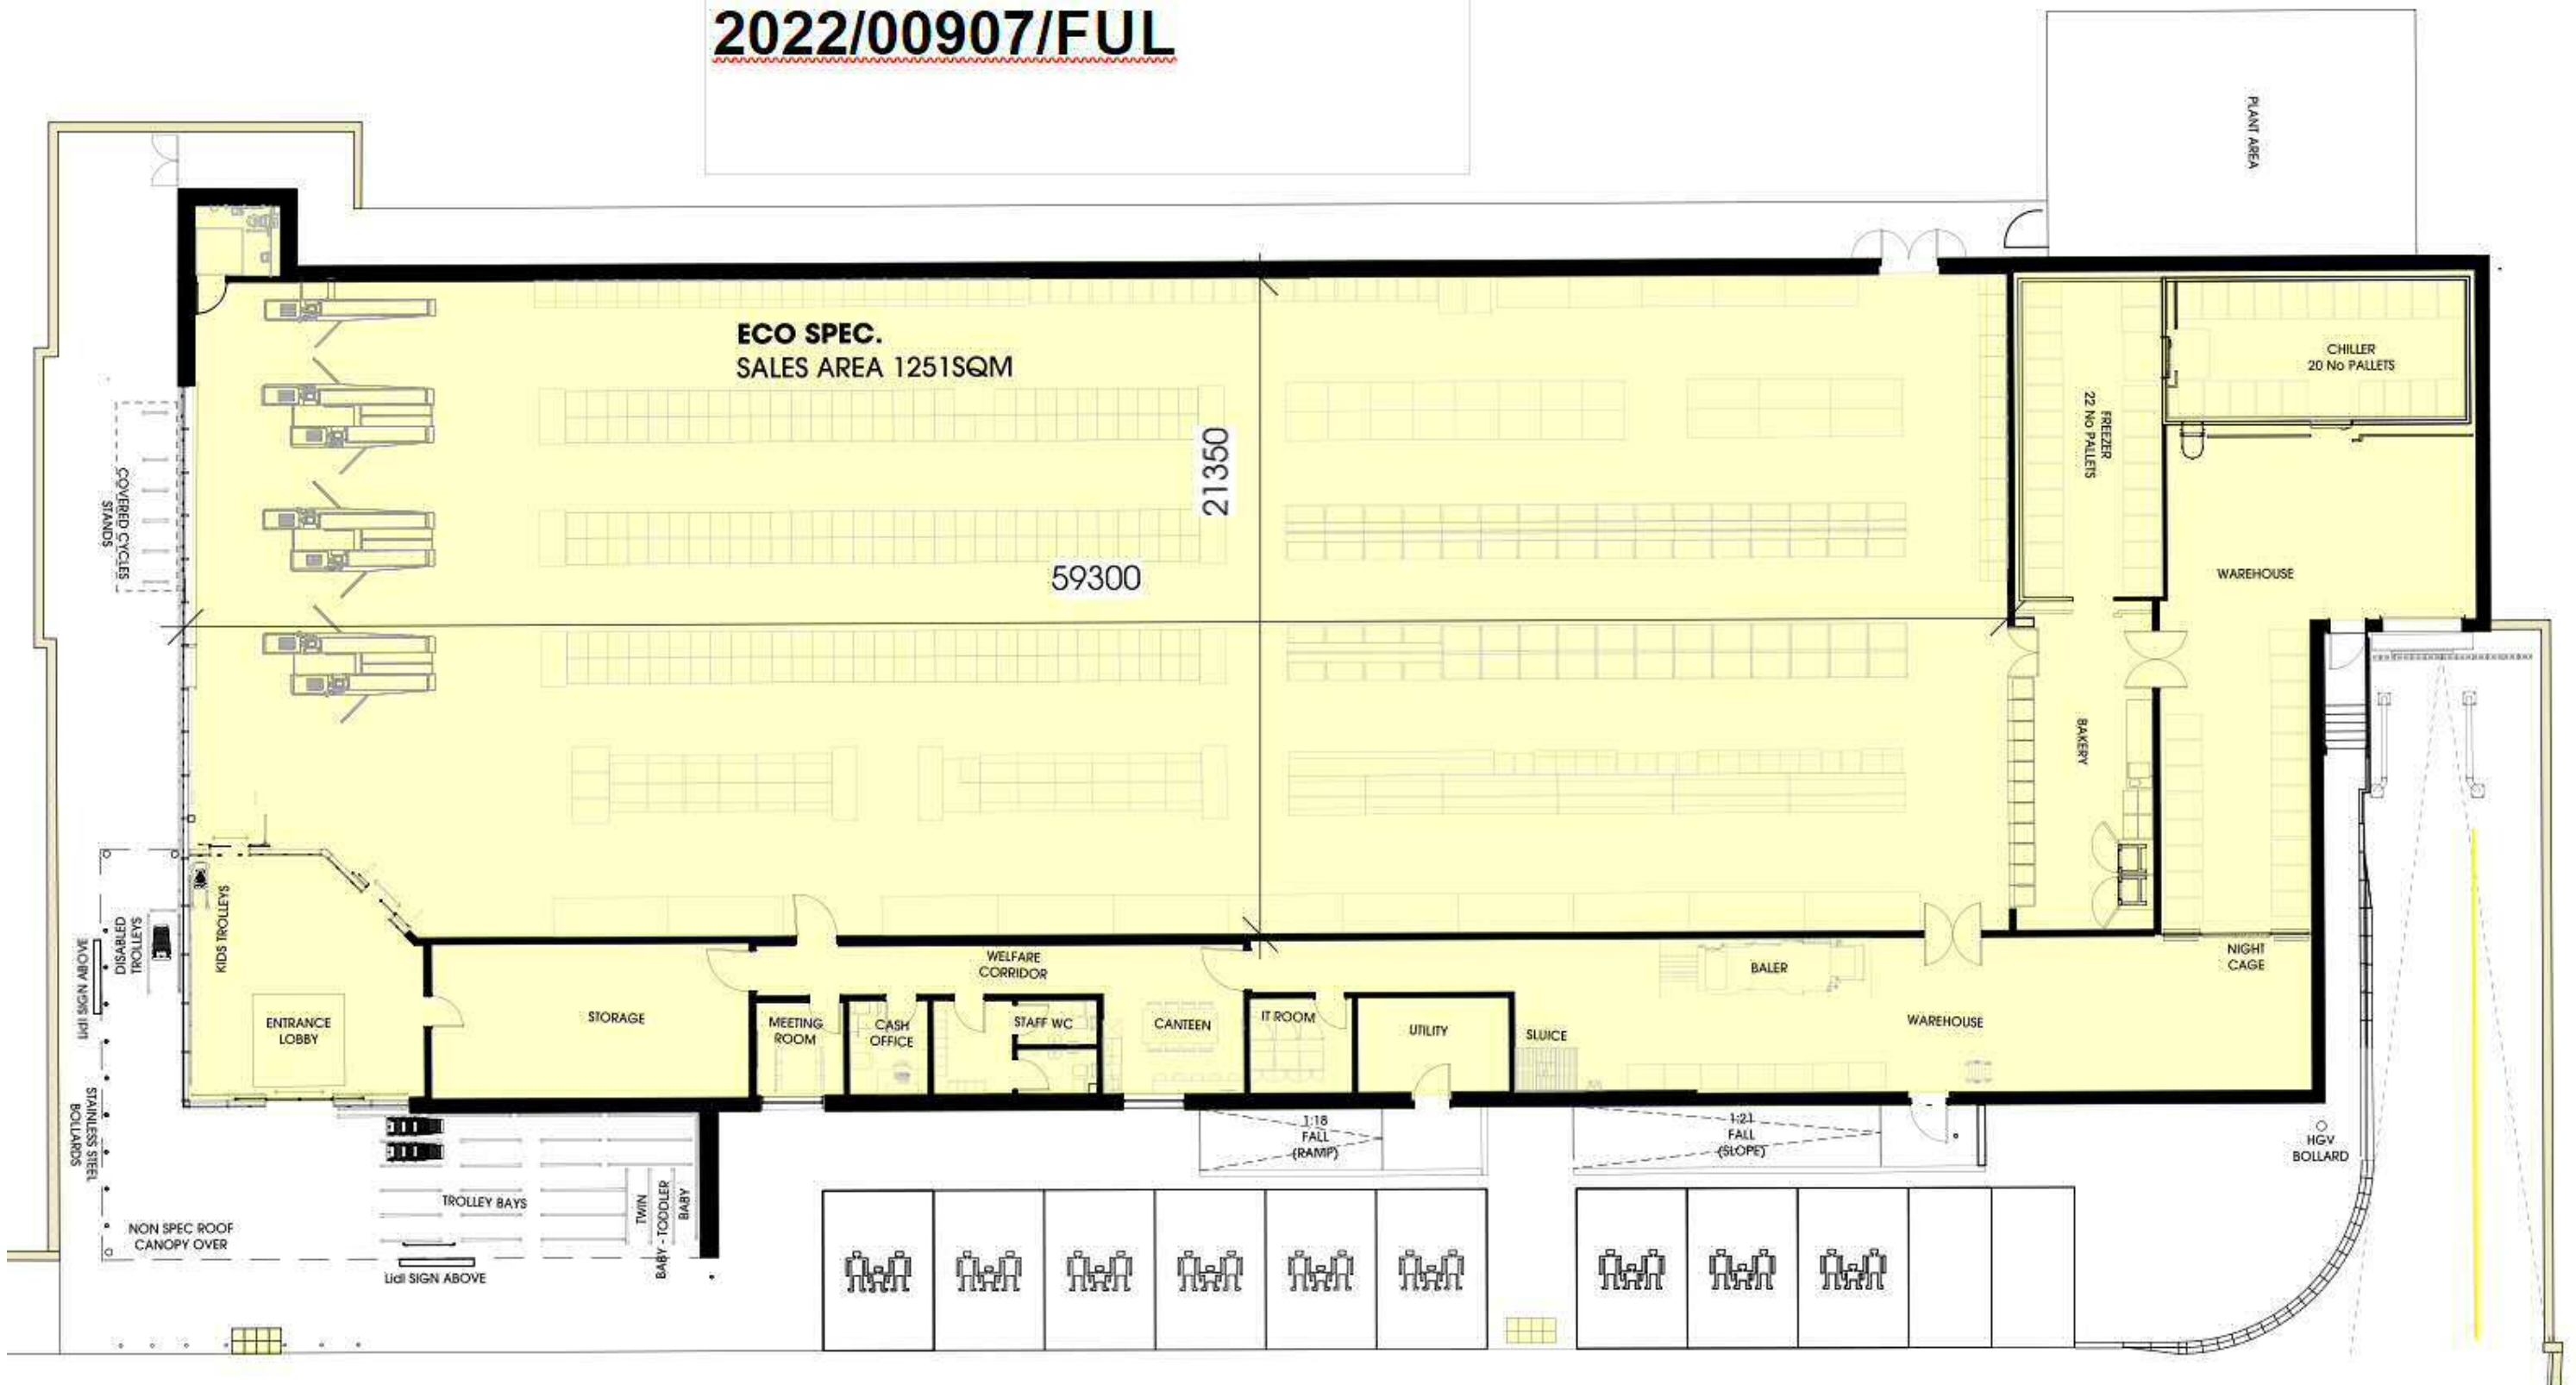 2022/00907/FUL
PLANT AREA
ECO SPEC.
SALES AREA 1251SQM
CHILLER
20 No PALLETS
FREEZER
22 No PALLETS
21350
59300
COVERED CYCLES
STANDS
WAREHOUSE
BAKERY
KIDS TROLLEYS
DISABLED
TROLLEYS
Lidl SIGN ABOVE
WELFARE
CORRIDOR
BALER
NIGHT
CAGE
ENTRANCE
LOBBY
STORAGE
MEETING
ROOM
CASH
OFFICE
STAFF WC
CANTEEN
IT ROOM
UTILITY
SLUICE
WAREHOUSE
STAINLESS STEEL
BOLLARDS
1:18
FALL
(RAMP)
1:21
FALL
(SLOPE)
HGV
BOLLARD
TROLLEY BAYS
TWIN
BABY - TODDLER
BABY
NON SPEC ROOF
CANOPY OVER
Lidl SIGN ABOVE